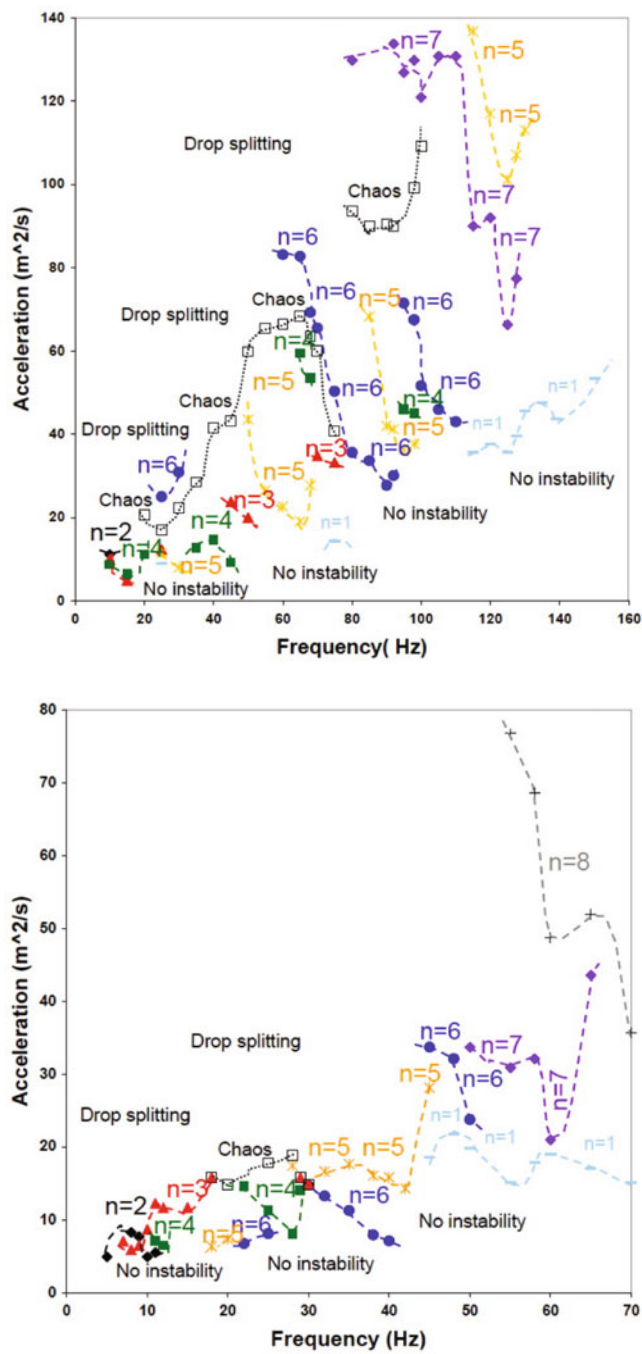 140
n=7
n=5
120
n=5
Drop splitting
100
Chaos
n=7
n=7
Acceleration (m^2/s)
80
n=6
Chaos
n=6
n=5
n=6
Drop splitting
60
n=4
n=6
n=1
Chaos
n=5
n=4
n=1
40
Drop splitting
n=5
n=6
n=6
n=3
No instability
20
Chaos
n=5
n=3
No instability
n=2
n=4
n=4
n=1
n=5
No instability
No instability
0
0 20 40 60 80 100 120 140 160
Frequency( Hz)
80
70
60
n=8
50
Acceleration (m^2/s)
40
Drop splitting
n=6
n=7
30
n=6
n=7
n=5
n=1
20
Drop splitting
Chaos
n=5
n=5
n=1
n=1
n=2
n=3
n=4
n=6
10
n=4
n=5
n=6
No instability
No instability
No instability
0
0 10 20 30 40 50 60 70
Frequency (Hz)